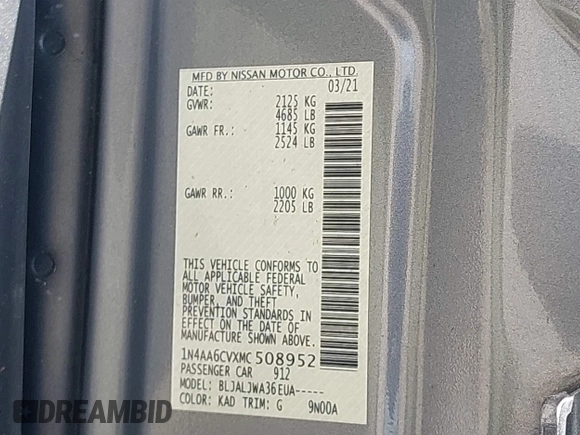 MFD BY NISSAN MOTOR CO., LTD.
DATE: 03/21
GVWR: 2125 KG
4685 LB
GAWR FR.: 1145 KG
2524 LB
GAWR RR.: 1000 KG
2205 LB
THIS VEHICLE CONFORMS TO
ALL APPLICABLE FEDERAL
MOTOR VEHICLE SAFETY,
BUMPER, AND THEFT
PREVENTION STANDARDS IN
EFFECT ON THE DATE OF
MANUFACTURE SHOWN ABOVE.
1N4AA6CVXMC508952
PASSENGER CAR 912
MODEL: BLJALJWA36EUA-----
COLOR: KAD TRIM: G 9N00A
DREAMBID